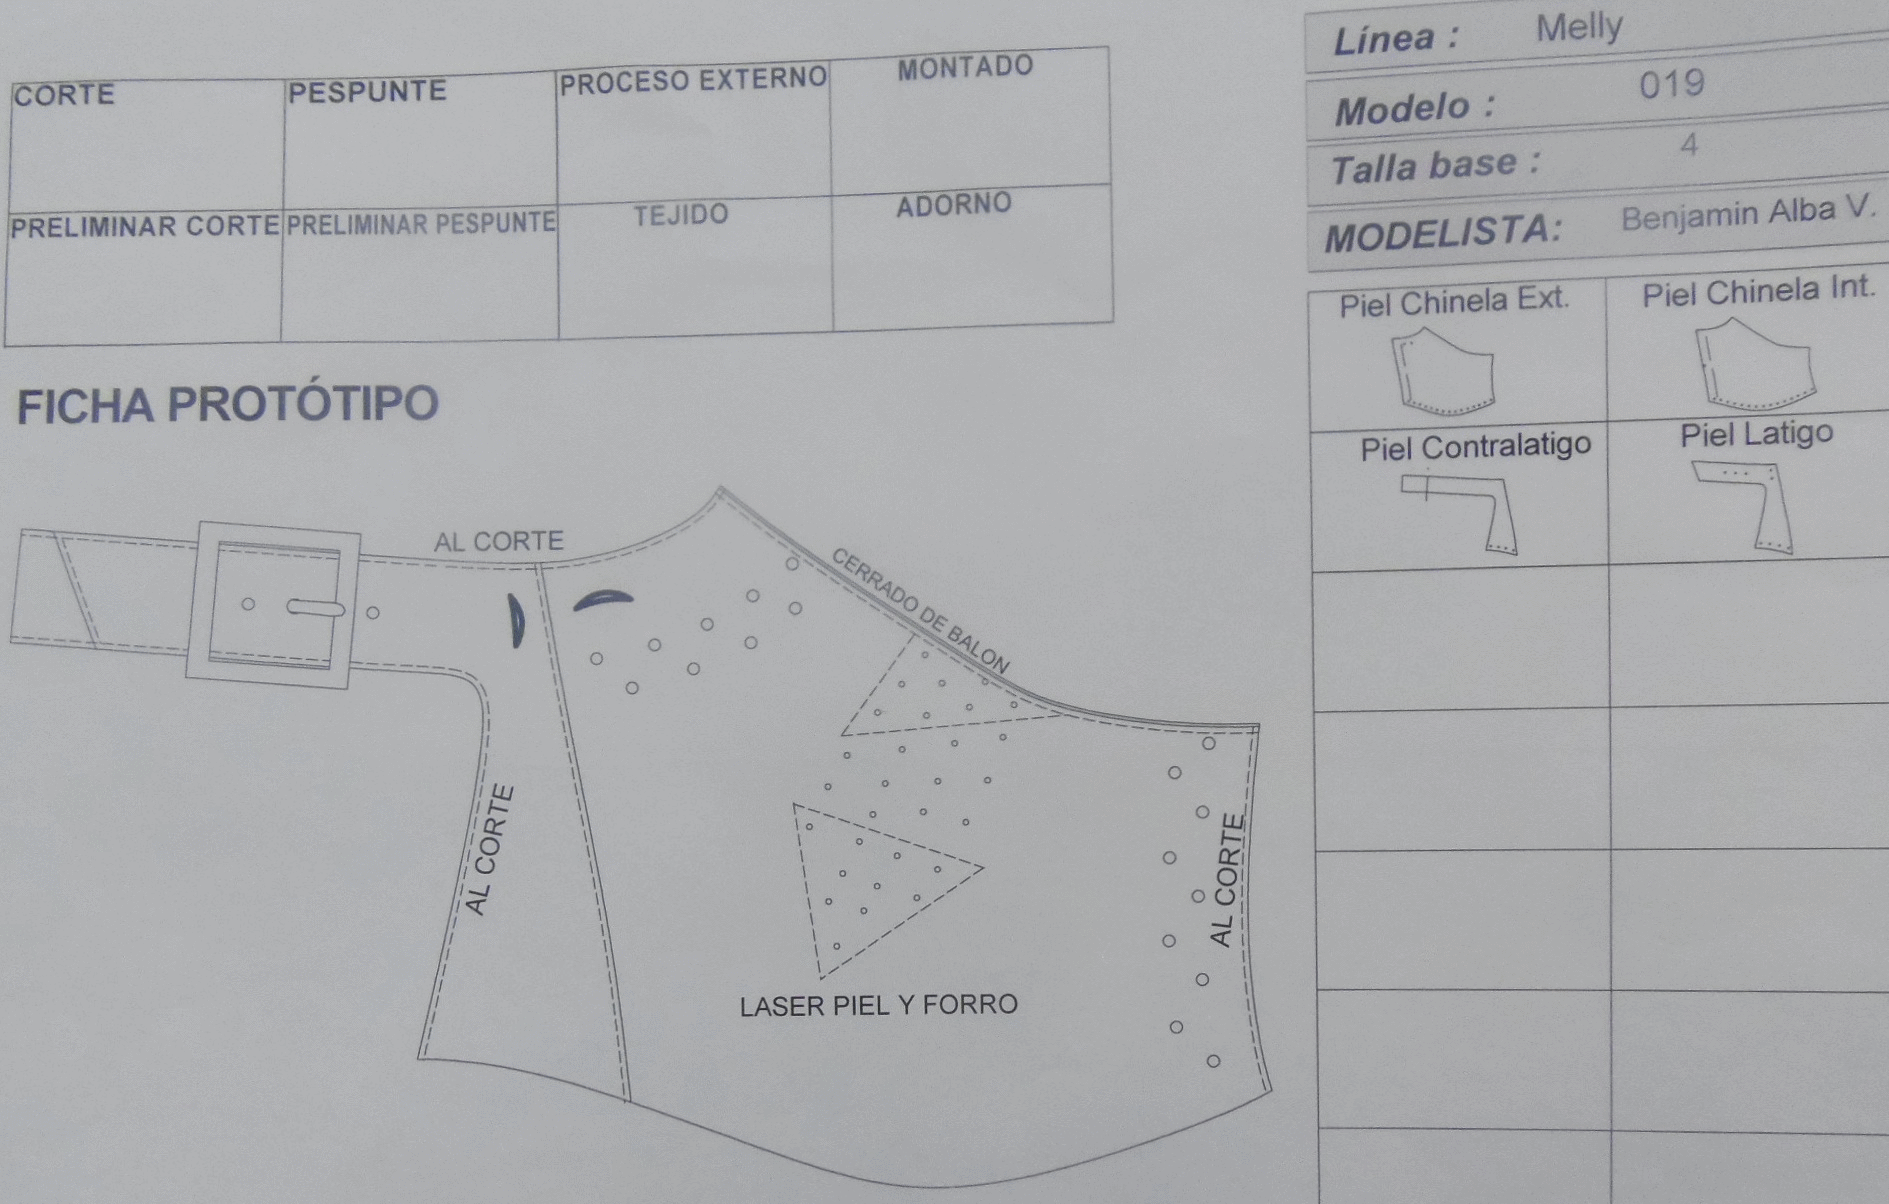 CORTE PESPUNTE PROCESO EXTERNO MONTADO
PRELIMINAR CORTE PRELIMINAR PESPUNTE TEJIDO ADORNO
FICHA PROTÓTIPO
Línea : Melly
Modelo : 019
Talla base : 4
MODELISTA: Benjamin Alba V.
Piel Chinela Ext. Piel Chinela Int.
Piel Contralatigo Piel Latigo
AL CORTE
CERRADO DE BALON
AL CORTE
AL CORTE
LASER PIEL Y FORRO